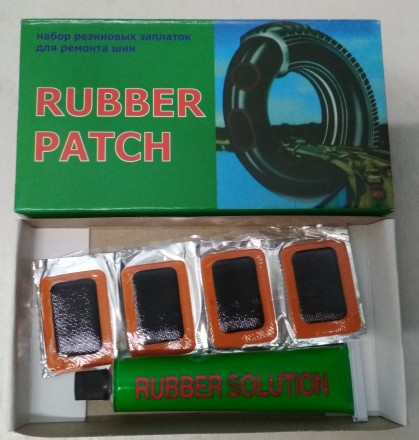 набор резиновых заплаток
для ремонта шин
RUBBER
PATCH
RUBBER SOLUTION